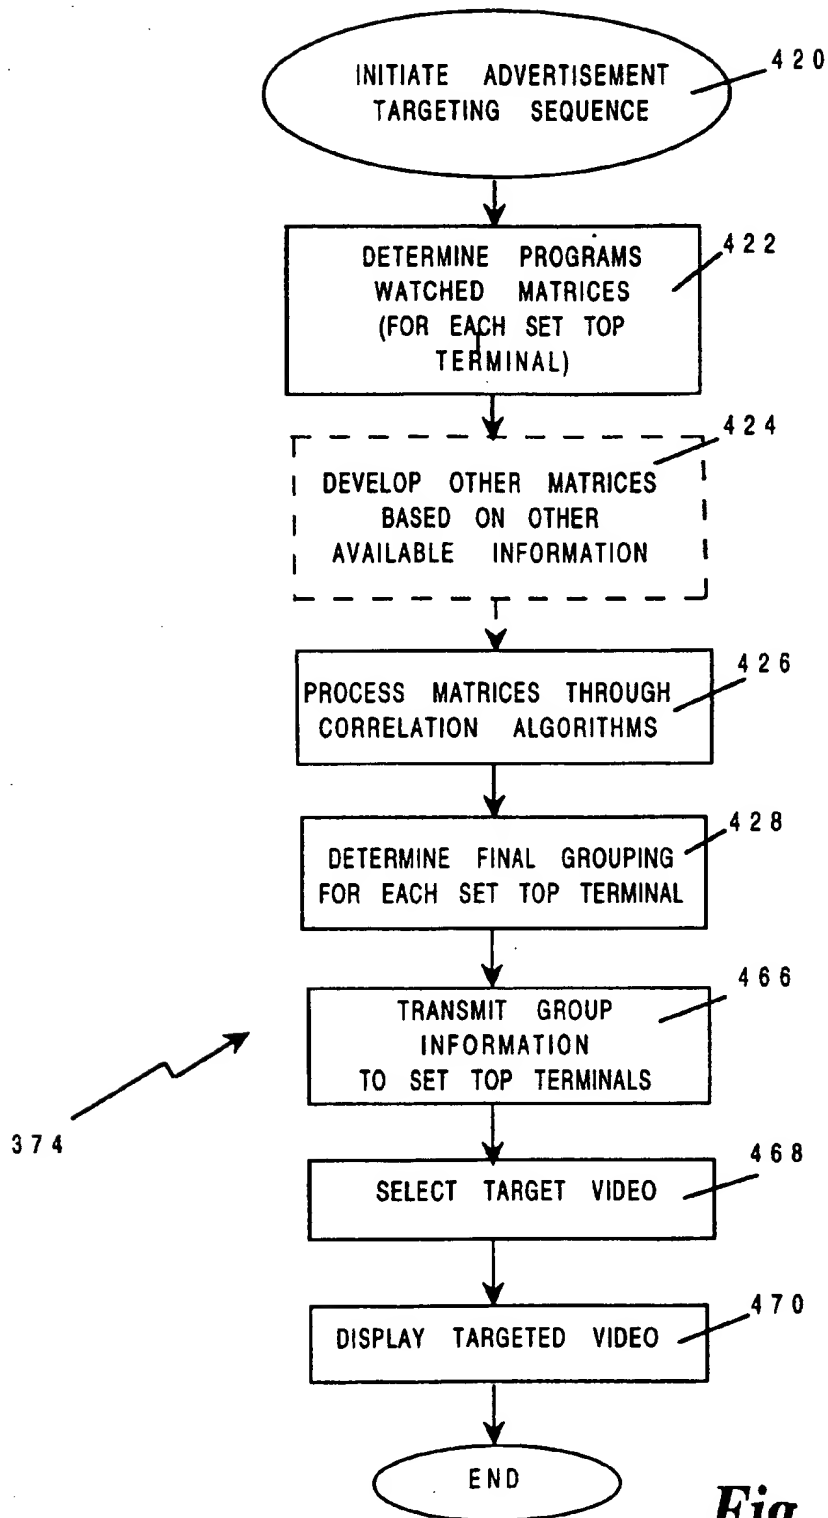 INITIATE ADVERTISEMENT
TARGETING SEQUENCE
420
DETERMINE PROGRAMS
WATCHED MATRICES
(FOR EACH SET TOP
TERMINAL)
422
DEVELOP OTHER MATRICES
BASED ON OTHER
AVAILABLE INFORMATION
424
PROCESS MATRICES THROUGH
CORRELATION ALGORITHMS
426
DETERMINE FINAL GROUPING
FOR EACH SET TOP TERMINAL
428
TRANSMIT GROUP
INFORMATION
TO SET TOP TERMINALS
466
374
SELECT TARGET VIDEO
468
DISPLAY TARGETED VIDEO
470
END
Fig